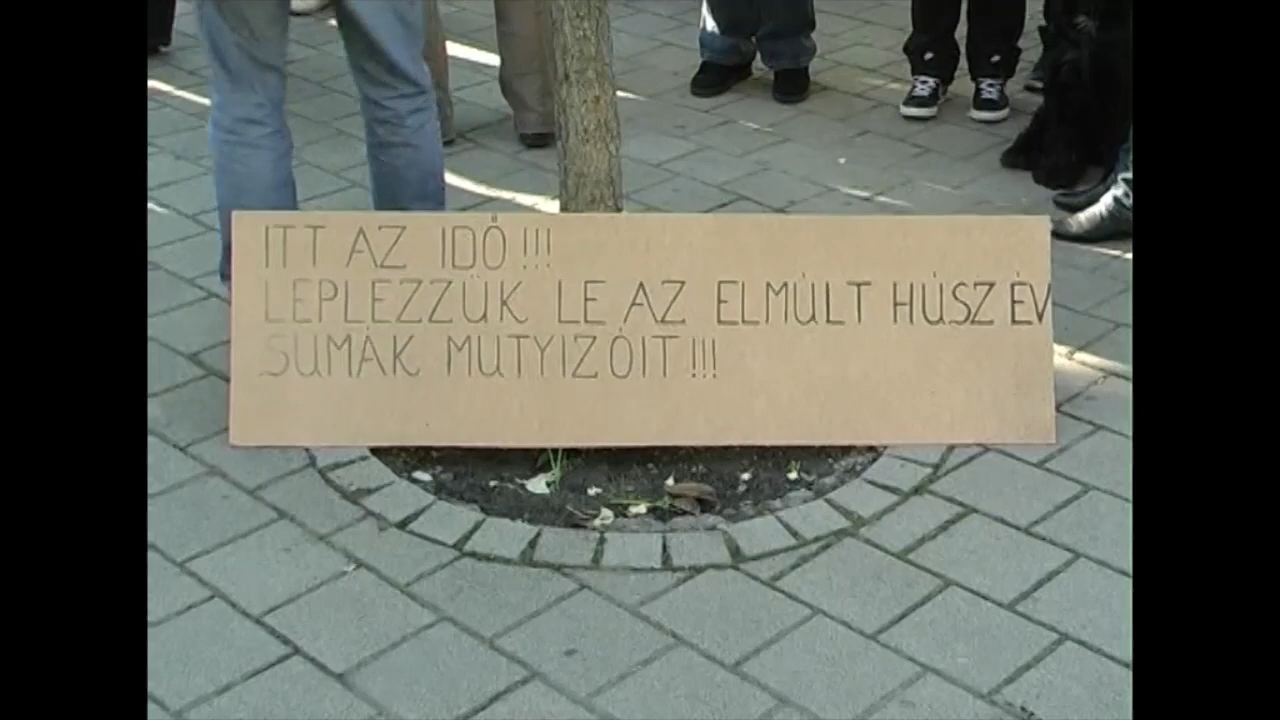 ITT AZ IDŐ!!!
LEPLEZZÜK LE AZ ELMÚLT HÚSZ ÉV
SUMÁK MUTYIZÓIT!!!